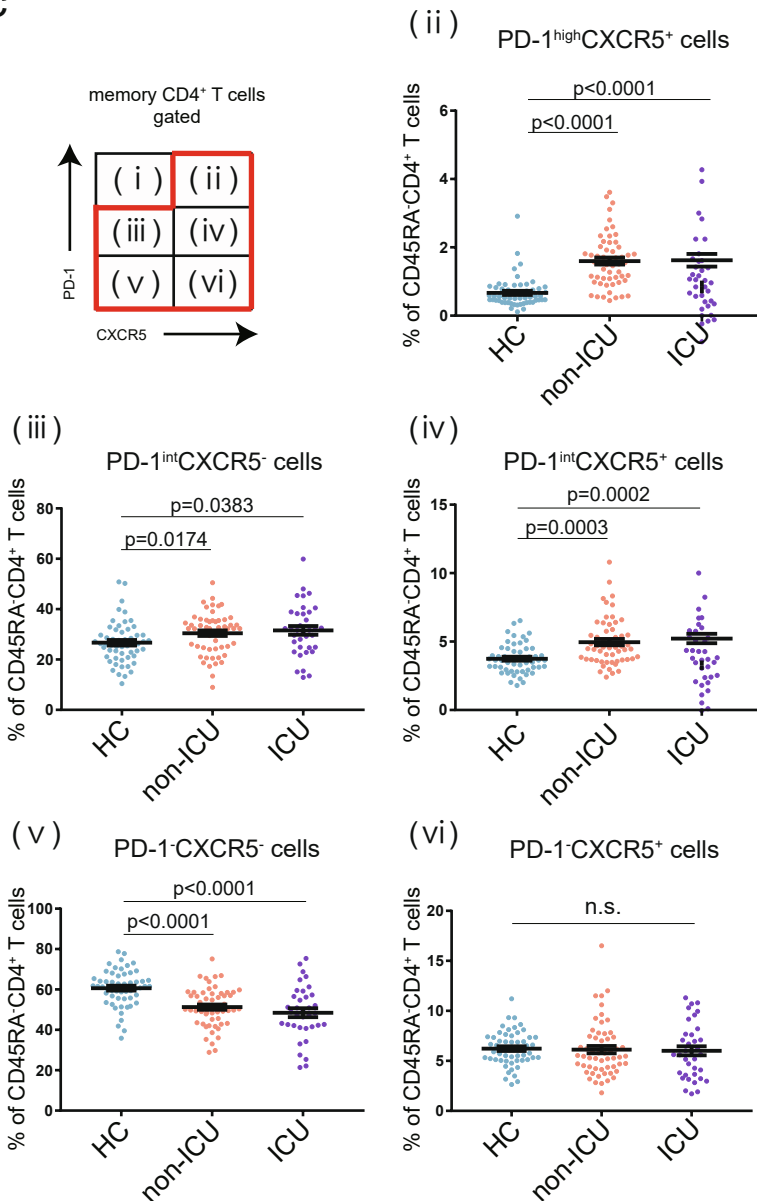 memory CD4⁺ T cells
gated
(i)
(ii)
(iii)
(iv)
(v)
(vi)
PD-1
CXCR5
(ii)
PD-1ʰⁱᵍʰCXCR5⁺ cells
p<0.0001
p<0.0001
% of CD45RA⁻CD4⁺ T cells
6
4
2
0
HC
non-ICU
ICU
(iii)
PD-1ⁱⁿᵗCXCR5⁻ cells
p=0.0383
p=0.0174
% of CD45RA⁻CD4⁺ T cells
80
60
40
20
0
HC
non-ICU
ICU
(iv)
PD-1ⁱⁿᵗCXCR5⁺ cells
p=0.0002
p=0.0003
% of CD45RA⁻CD4⁺ T cells
15
10
5
0
HC
non-ICU
ICU
(v)
PD-1⁻CXCR5⁻ cells
p<0.0001
p<0.0001
% of CD45RA⁻CD4⁺ T cells
100
80
60
40
20
0
HC
non-ICU
ICU
(vi)
PD-1⁻CXCR5⁺ cells
n.s.
% of CD45RA⁻CD4⁺ T cells
20
15
10
5
0
HC
non-ICU
ICU